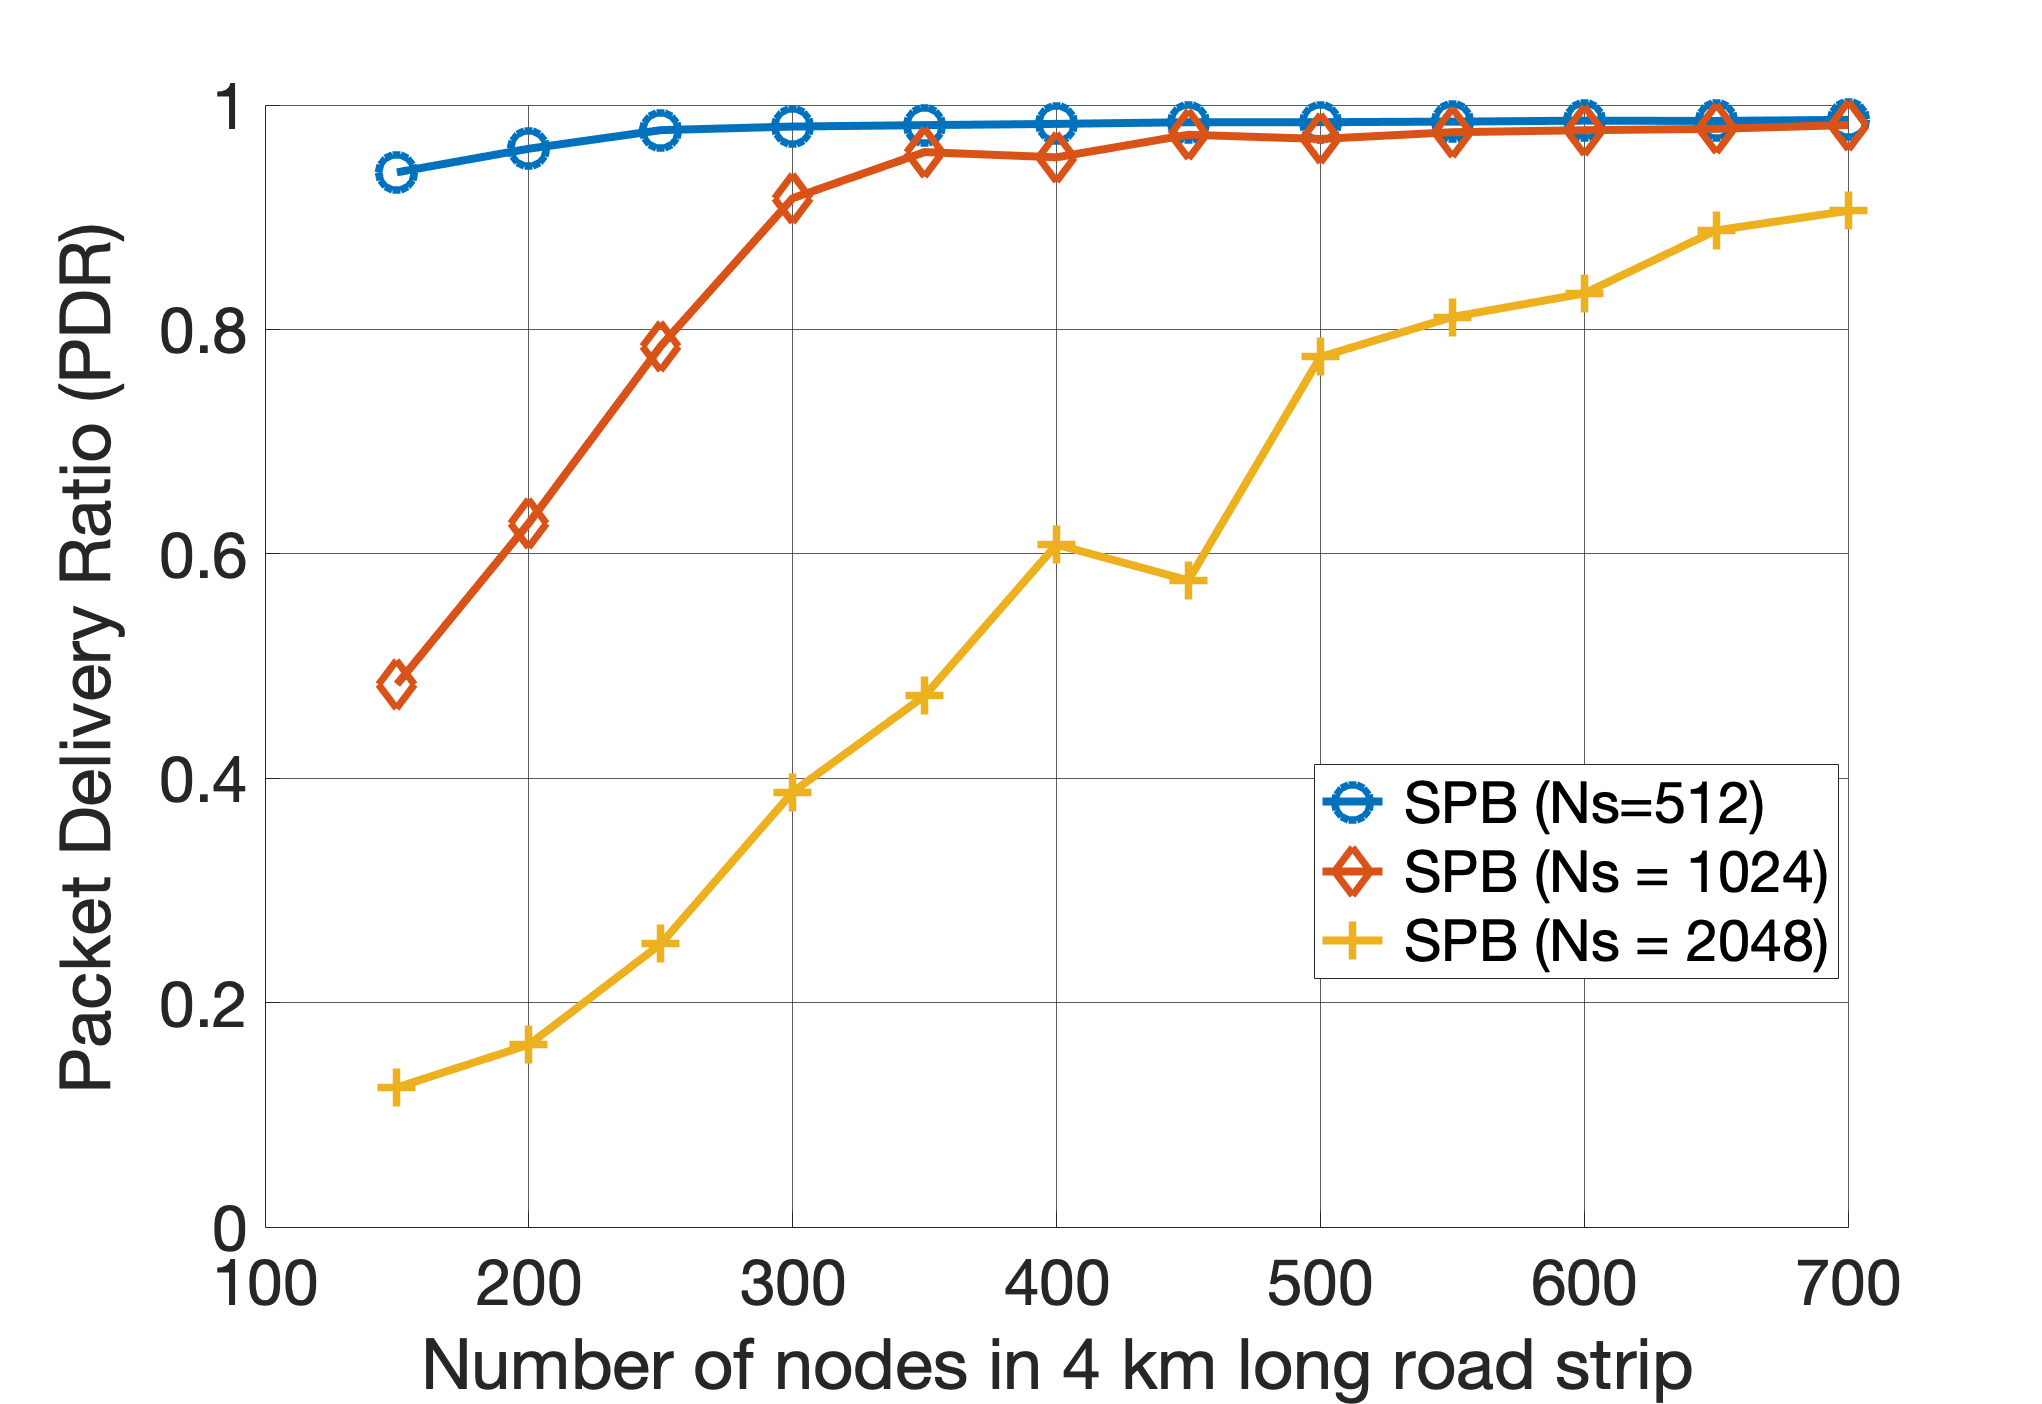 Packet Delivery Ratio (PDR)
1
0.8
0.6
0.4
0.2
0
100 200 300 400 500 600 700
Number of nodes in 4 km long road strip
SPB (Ns=512)
SPB (Ns = 1024)
SPB (Ns = 2048)